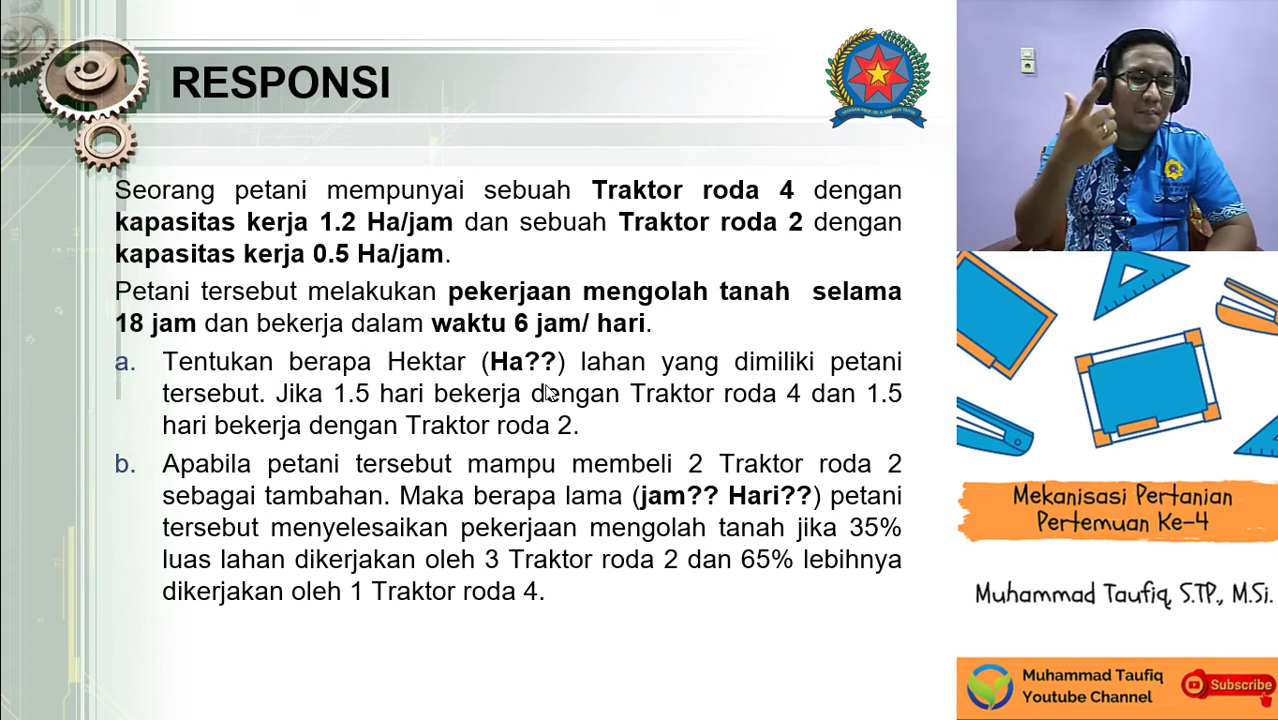 RESPONSI
Seorang petani mempunyai sebuah Traktor roda 4 dengan
kapasitas kerja 1.2 Ha/jam dan sebuah Traktor roda 2 dengan
kapasitas kerja 0.5 Ha/jam.
Petani tersebut melakukan pekerjaan mengolah tanah selama
18 jam dan bekerja dalam waktu 6 jam/ hari.
a. Tentukan berapa Hektar (Ha??) lahan yang dimiliki petani
tersebut. Jika 1.5 hari bekerja dengan Traktor roda 4 dan 1.5
hari bekerja dengan Traktor roda 2.
b. Apabila petani tersebut mampu membeli 2 Traktor roda 2
sebagai tambahan. Maka berapa lama (jam?? Hari??) petani
tersebut menyelesaikan pekerjaan mengolah tanah jika 35%
luas lahan dikerjakan oleh 3 Traktor roda 2 dan 65% lebihnya
dikerjakan oleh 1 Traktor roda 4.
Mekanisasi Pertanian
Pertemuan Ke-4
Muhammad Taufiq, S.TP., M.Si.
Muhammad Taufiq
Youtube Channel
Subscribe